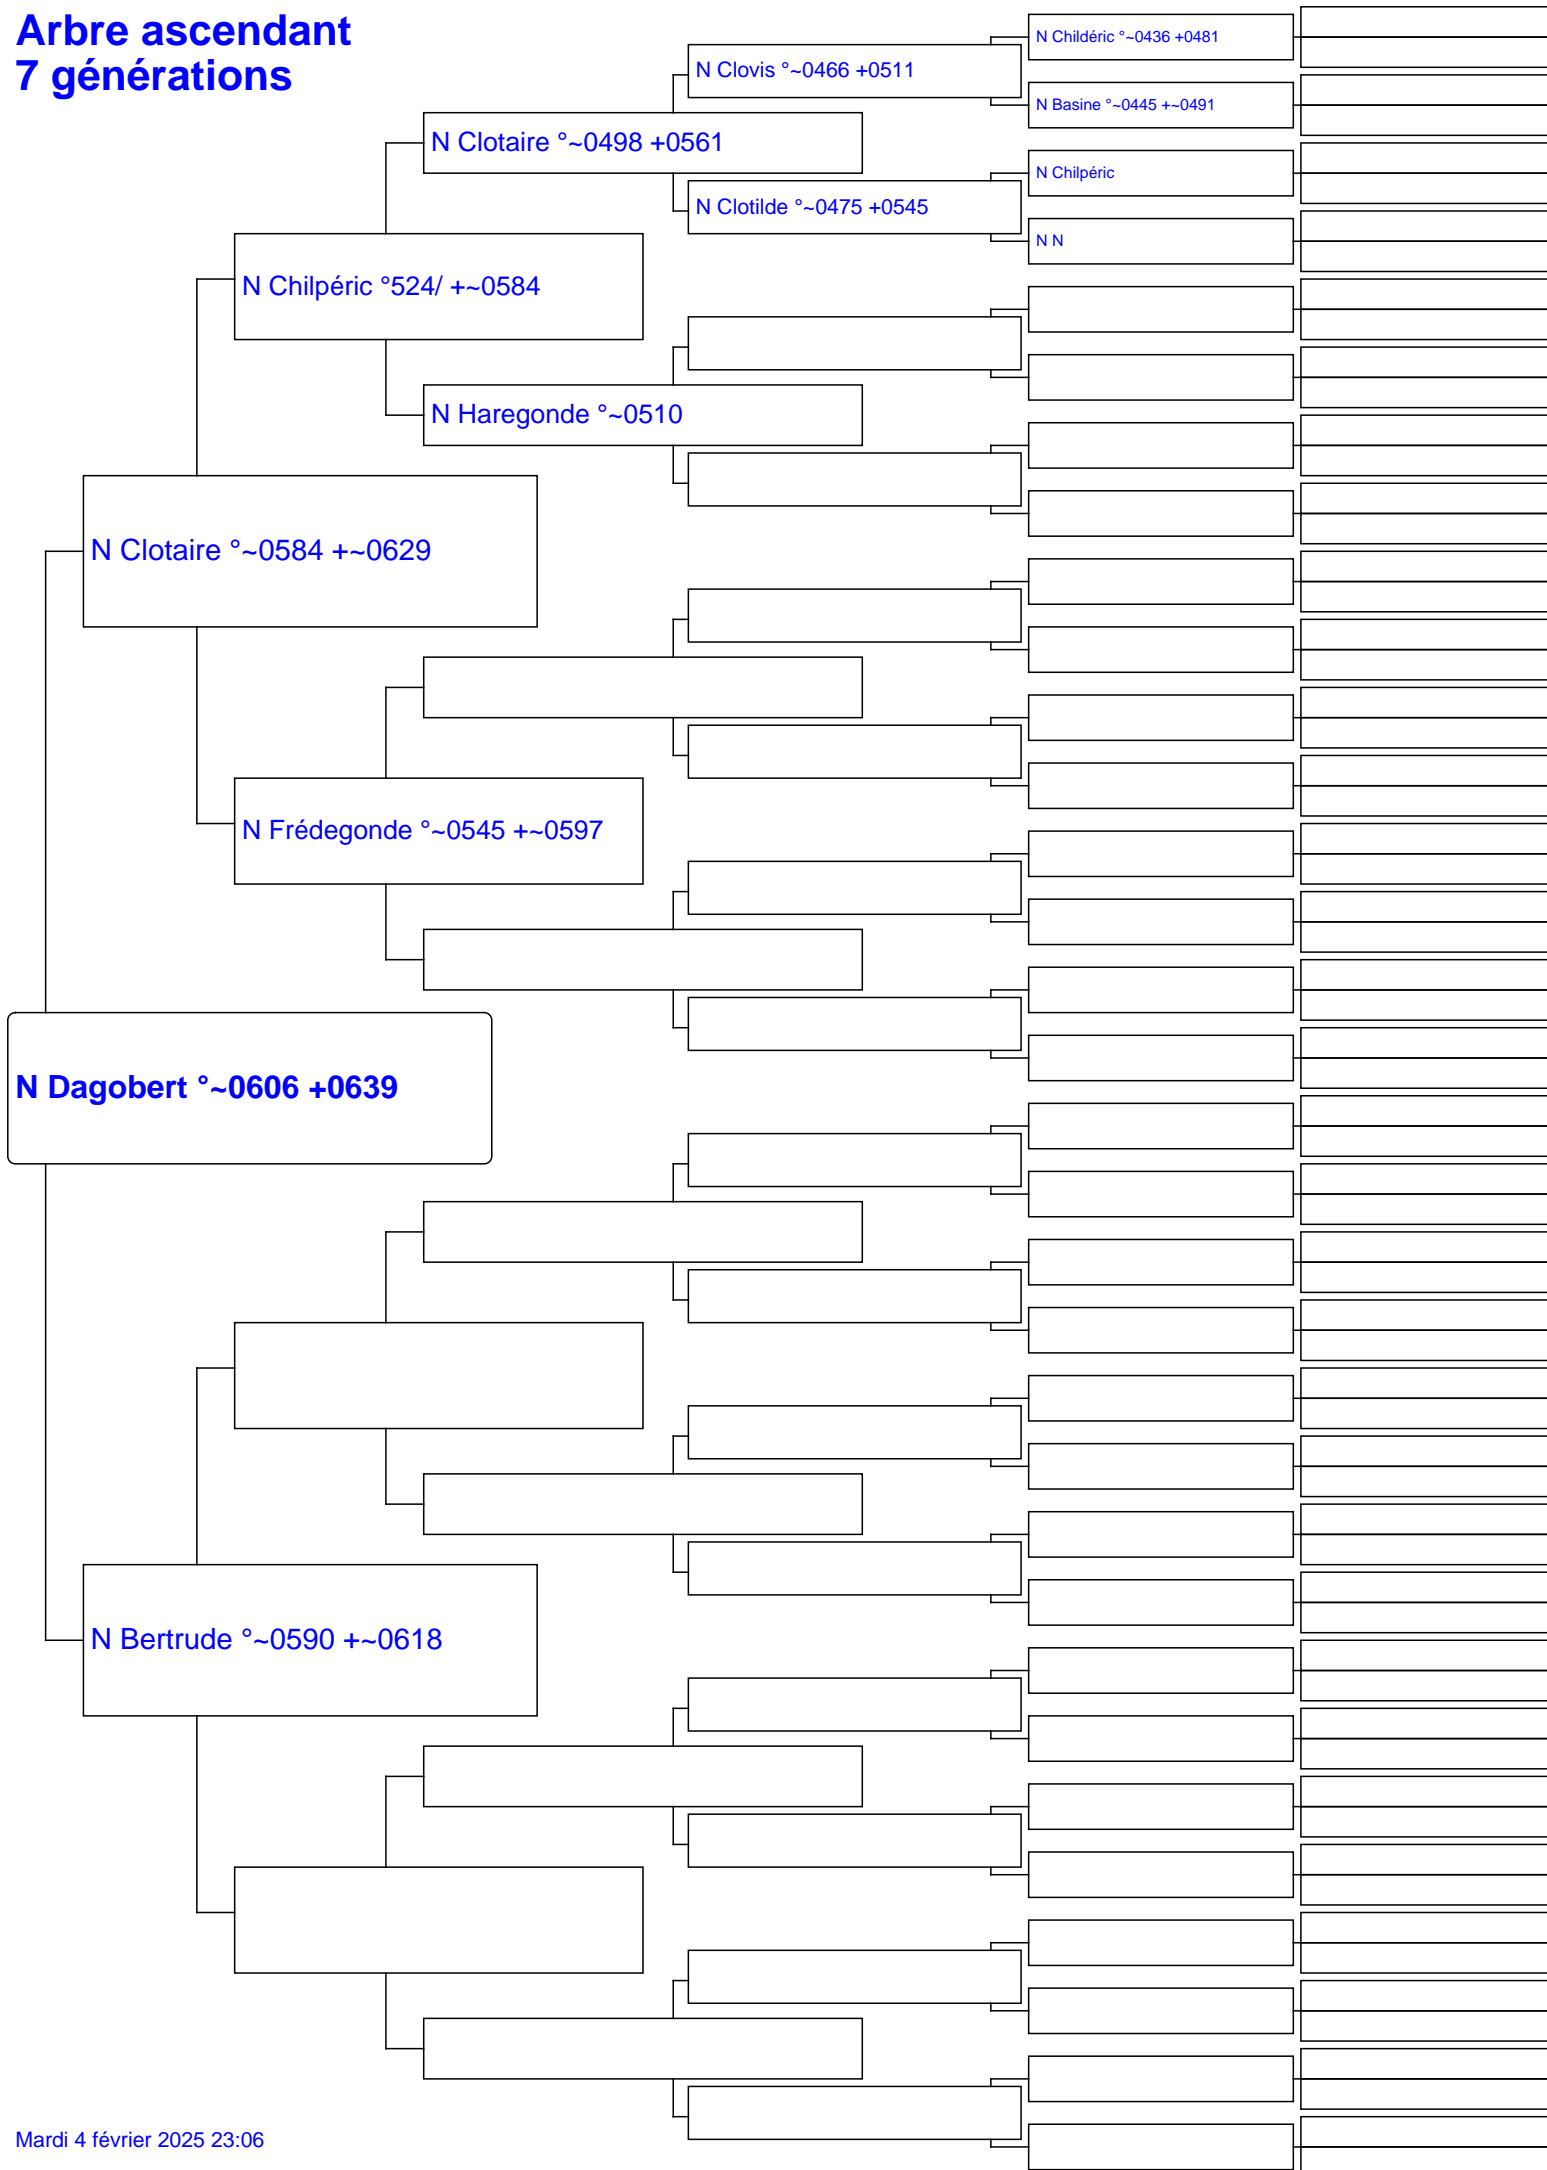 Arbre ascendant
7 générations
N Childéric °~0436 +0481
N Clovis °~0466 +0511
N Basine °~0445 +~0491
N Clotaire °~0498 +0561
N Chilpéric
N Clotilde °~0475 +0545
N N
N Chilpéric °524/ +~0584
N Haregonde °~0510
N Clotaire °~0584 +~0629
N Frédegonde °~0545 +~0597
N Dagobert °~0606 +0639
N Bertrude °~0590 +~0618
Mardi 4 février 2025 23:06